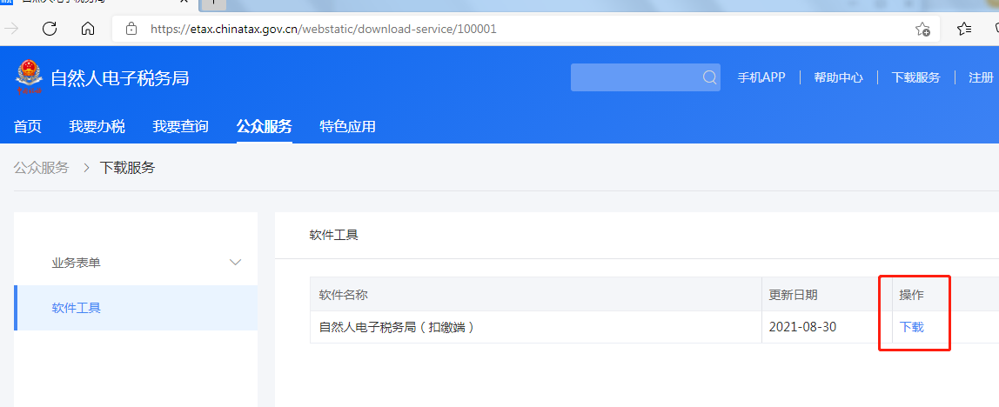 https://etax.chinatax.gov.cn/webstatic/download-service/100001
自然人电子税务局
手机APP
帮助中心
下载服务
注册
首页
我要办税
我要查询
公众服务
特色应用
公众服务 > 下载服务
业务表单
软件工具
软件工具
软件名称 更新日期 操作
自然人电子税务局（扣缴端） 2021-08-30 下载